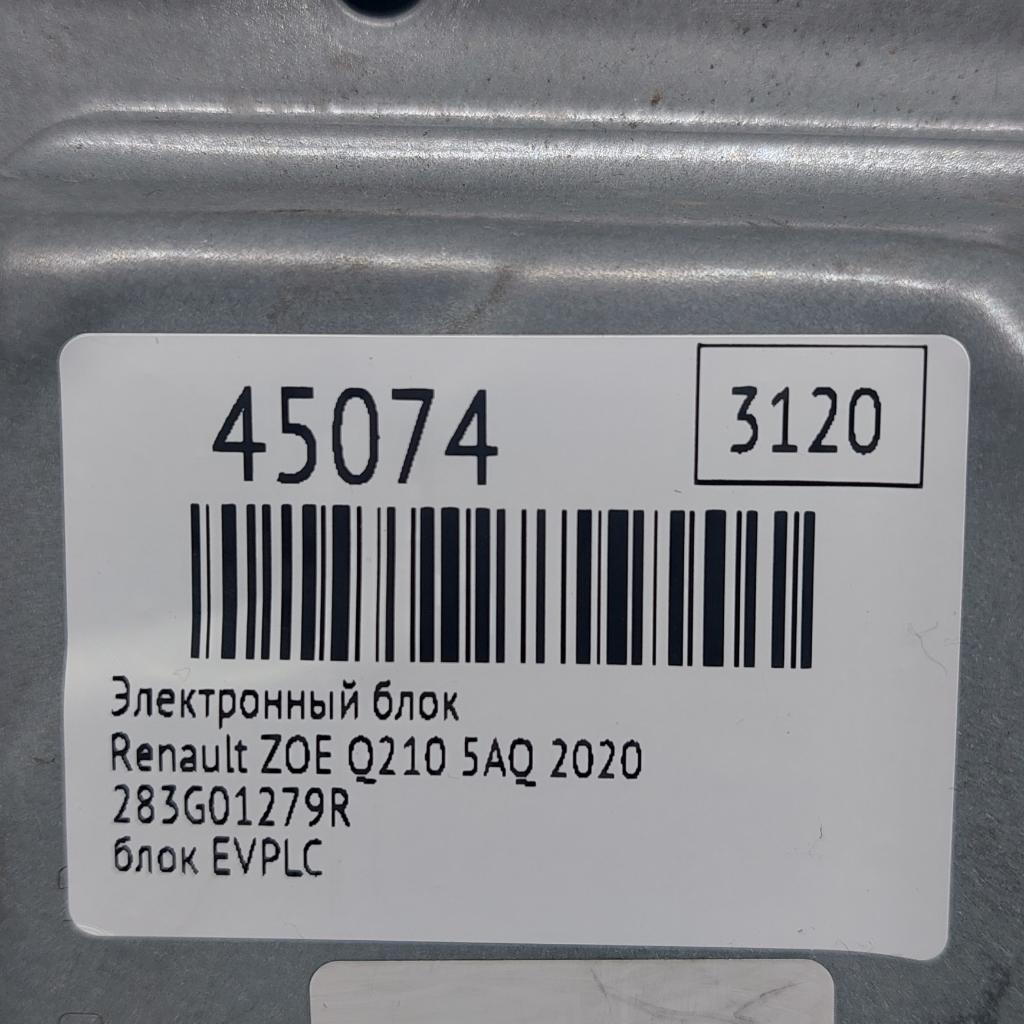 45074
3120
Электронный блок
Renault ZOE Q210 5AQ 2020
283G01279R
блок EVPLC